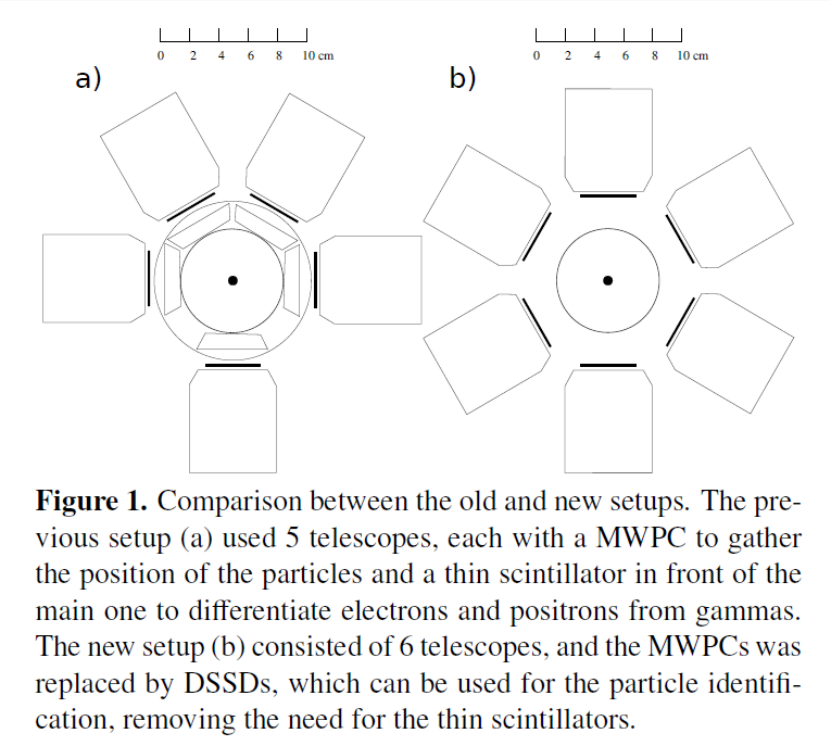 0 2 4 6 8 10 cm
0 2 4 6 8 10 cm
a)
b)
Figure 1. Comparison between the old and new setups. The pre-
vious setup (a) used 5 telescopes, each with a MWPC to gather
the position of the particles and a thin scintillator in front of the
main one to differentiate electrons and positrons from gammas.
The new setup (b) consisted of 6 telescopes, and the MWPCs was
replaced by DSSDs, which can be used for the particle identifi-
cation, removing the need for the thin scintillators.